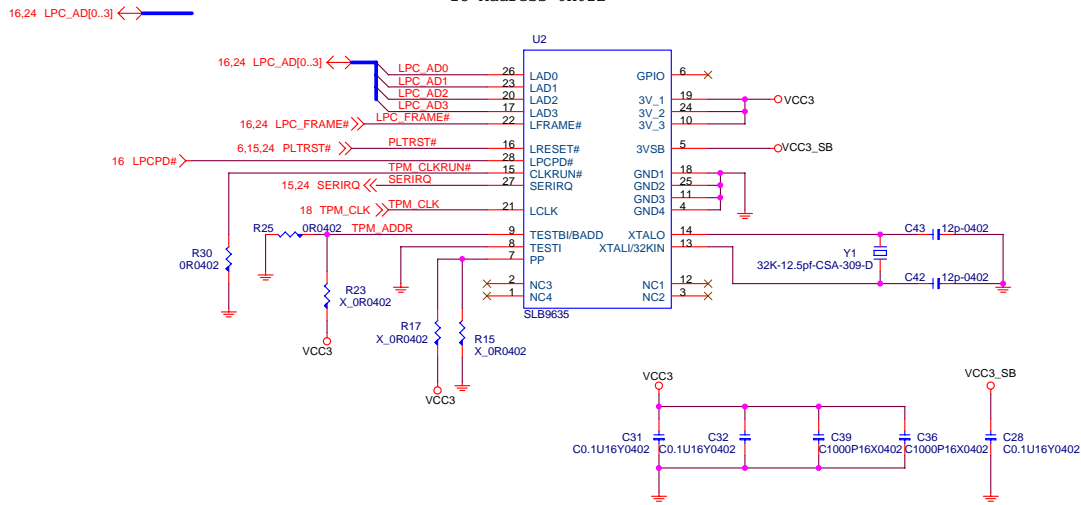 16,24 LPC_AD[0..3]
U2
16,24 LPC_AD[0..3]
LPC_AD0 26 LAD0 GPIO 6
LPC_AD1 23 LAD1
LPC_AD2 20 LAD2 3V_1 19 VCC3
LPC_AD3 17 LAD3 3V_2 24
16,24 LPC_FRAME# LPC_FRAME# 22 LFRAME# 3V_3 10
6,15,24 PLTRST# PLTRST# 16 LRESET# 3VSB 5 VCC3_SB
16 LPCPD# 28 LPCPD#
TPM_CLKRUN# 15 CLKRUN# GND1 18
15,24 SERIRQ SERIRQ 27 SERIRQ GND2 25
GND3 11
18 TPM_CLK TPM_CLK 21 LCLK GND4 4
R25 0R0402 TPM_ADDR 9 TESTBI/BADD XTALO 14 C43 12p-0402
8 TESTI XTALI/32KIN 13
R30
0R0402
7 PP
Y1
32K-12.5pf-CSA-309-D
C42 12p-0402
2 NC3 NC1 12
1 NC4 NC2 3
SLB9635
R23
X_0R0402
R17
X_0R0402
R15
X_0R0402
VCC3
VCC3
VCC3
VCC3_SB
C31
C0.1U16Y0402
C32
C0.1U16Y0402
C39
C1000P16X0402
C36
C1000P16X0402
C28
C0.1U16Y0402